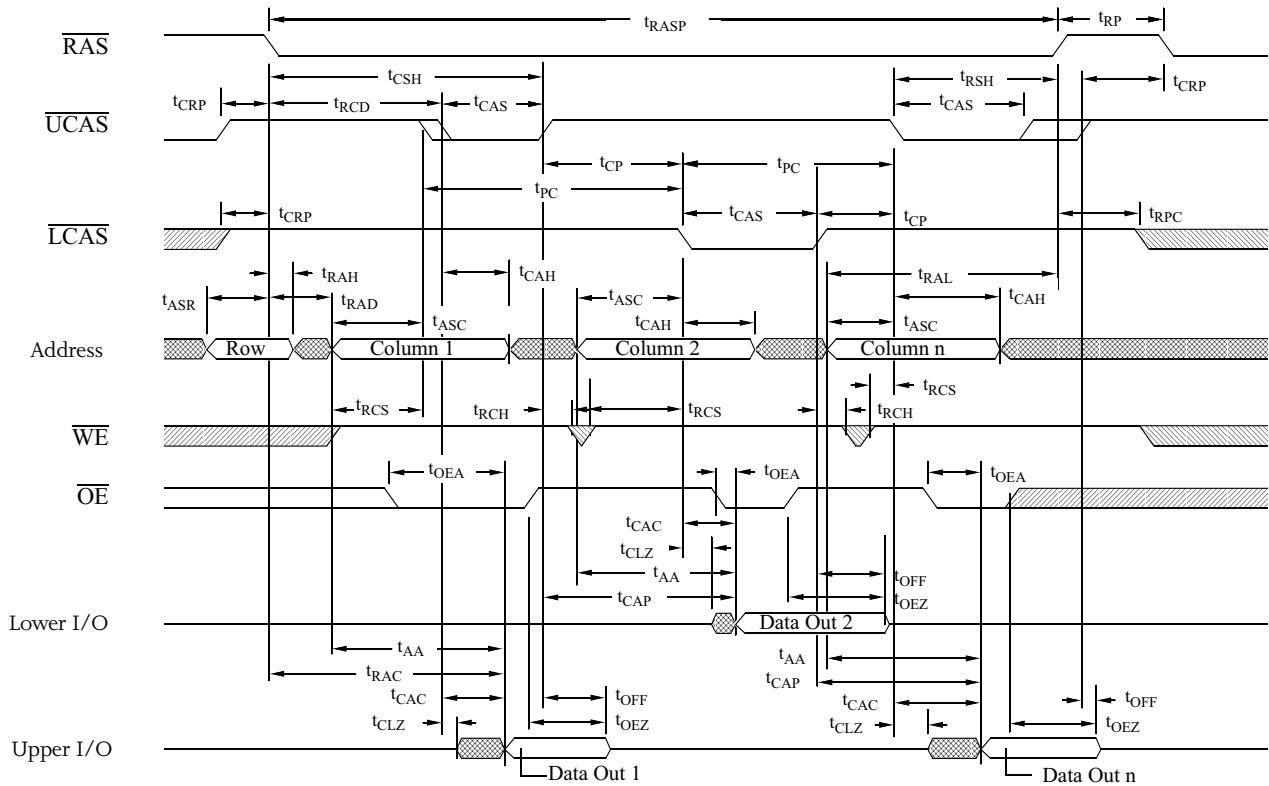 tRASP
tRP
RAS
tCSH
tRSH
tCRP
tCRP
tRCD
tCAS
tCAS
UCAS
tCP
tPC
tPC
tCRP
tCAS
tCP
tRPC
LCAS
tRAH
tCAH
tRAL
tASR
tRAD
tASC
tCAH
tASC
tCAH
tASC
Address
Row
Column 1
Column 2
Column n
tRCS
tRCS
tRCH
tRCS
tRCH
WE
tOEA
tOEA
tOEA
OE
tCAC
tCLZ
tAA
tOFF
tCAP
tOEZ
Lower I/O
Data Out 2
tAA
tAA
tRAC
tCAP
tCAC
tOFF
tCAC
tOFF
tCLZ
tOEZ
tCLZ
tOEZ
Upper I/O
Data Out 1
Data Out n